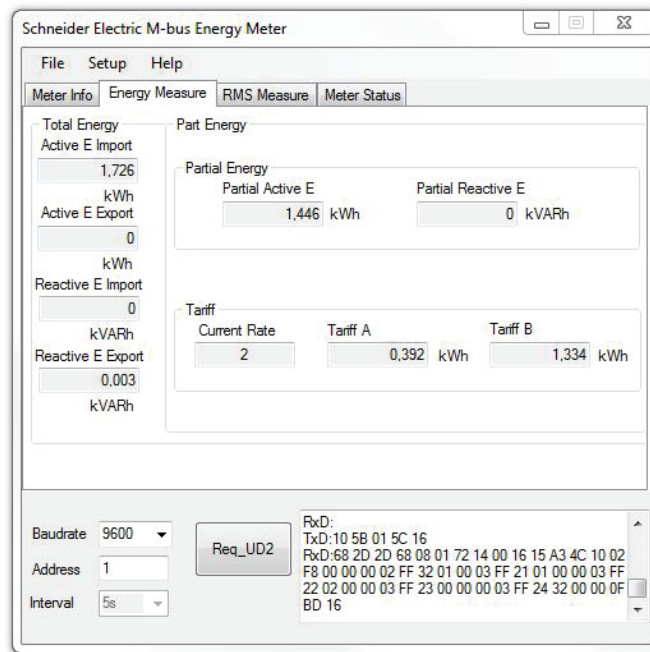 Schneider Electric M-bus Energy Meter
File Setup Help
Meter Info Energy Measure RMS Measure Meter Status
Total Energy
Active E Import
1,726
kWh
Active E Export
0
kWh
Reactive E Import
0
kVARh
Reactive E Export
0,003
kVARh
Part Energy
Partial Energy
Partial Active E Partial Reactive E
1,446 kWh 0 kVARh
Tariff
Current Rate Tariff A Tariff B
2 0,392 kWh 1,334 kWh
Baudrate 9600
Address 1
Interval 5s
Req_UD2
RxD:
TxD:10 5B 01 5C 16
RxD:68 2D 2D 68 08 01 72 14 00 16 15 A3 4C 10 02
F8 00 00 00 02 FF 32 01 00 03 FF 21 01 00 00 03 FF
22 02 00 00 03 FF 23 00 00 00 03 FF 24 32 00 00 0F
BD 16